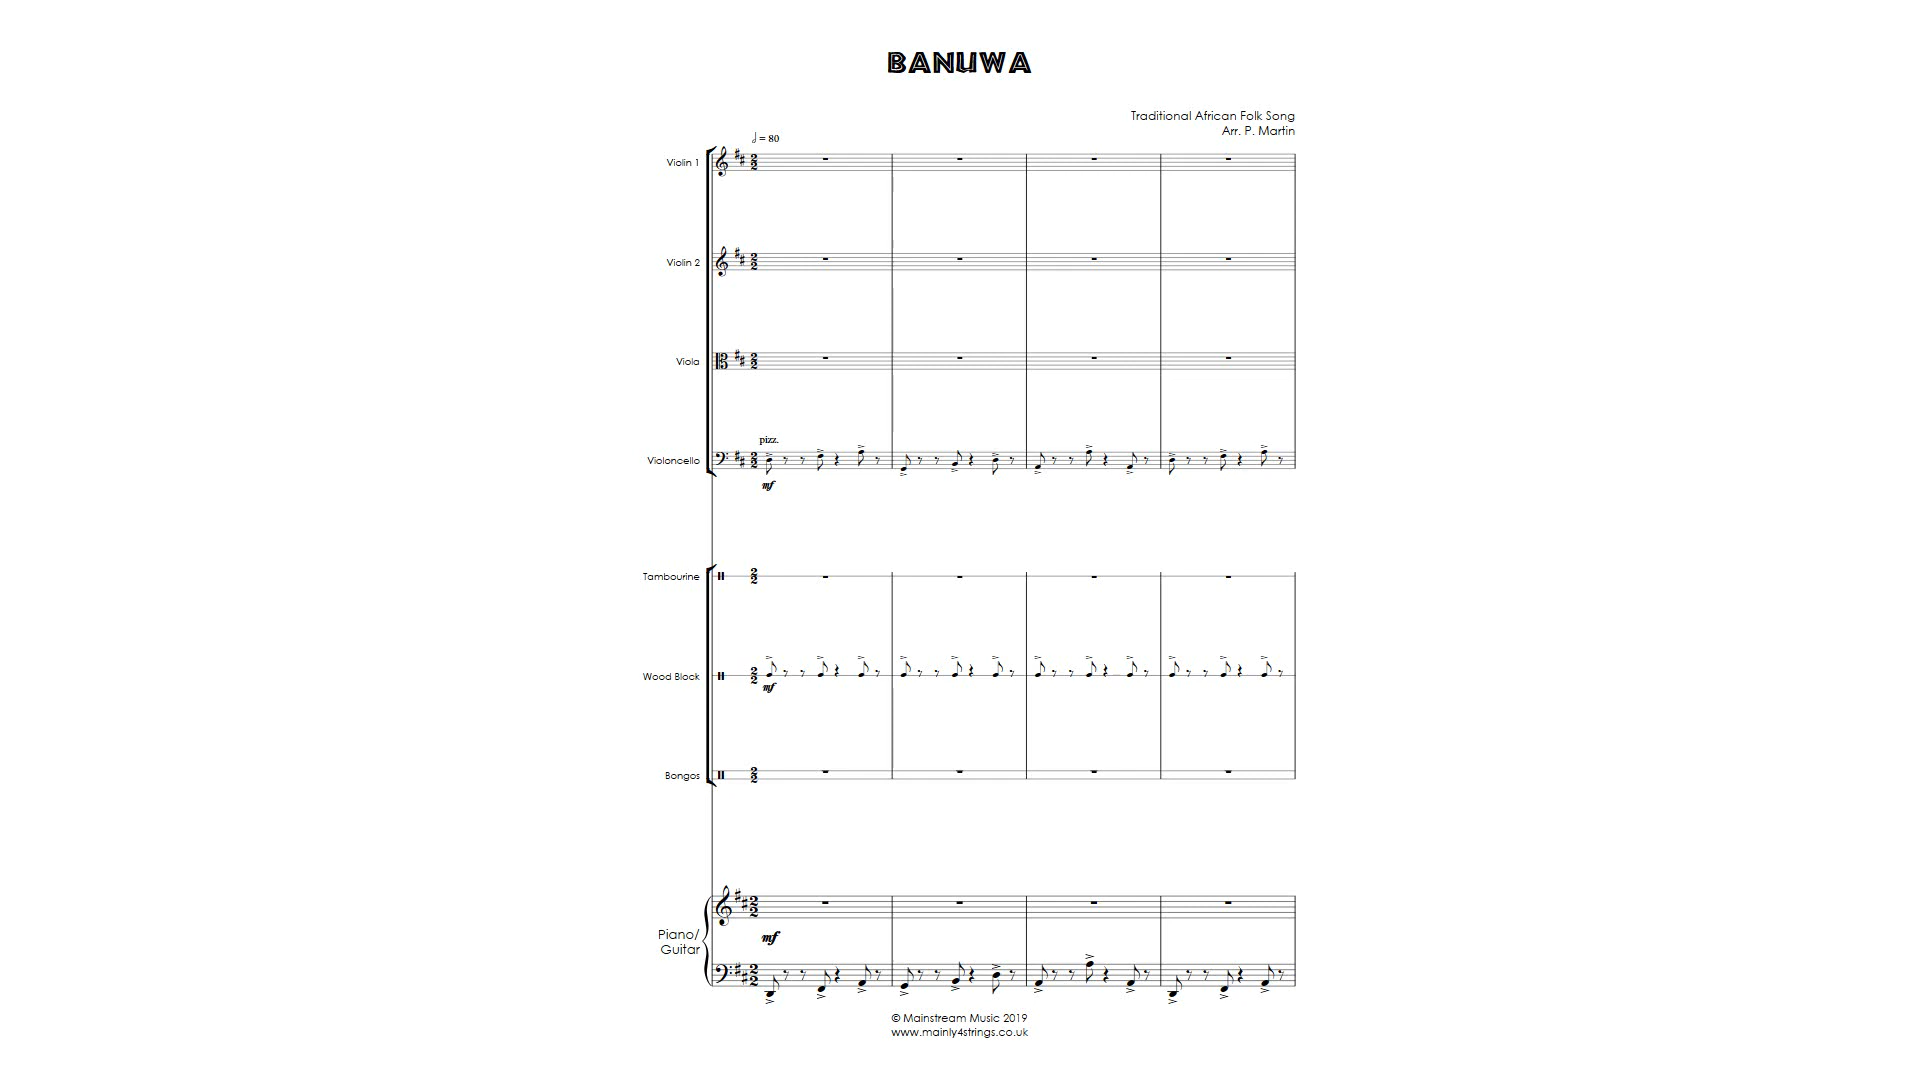 BANUWA
Traditional African Folk Song
Arr. P. Martin
𝅗𝅥 = 80
Violin 1
Violin 2
Viola
pizz.
Violoncello
mf
Tambourine
Wood Block
mf
Bongos
mf
Piano/
Guitar
© Mainstream Music 2019
www.mainly4strings.co.uk